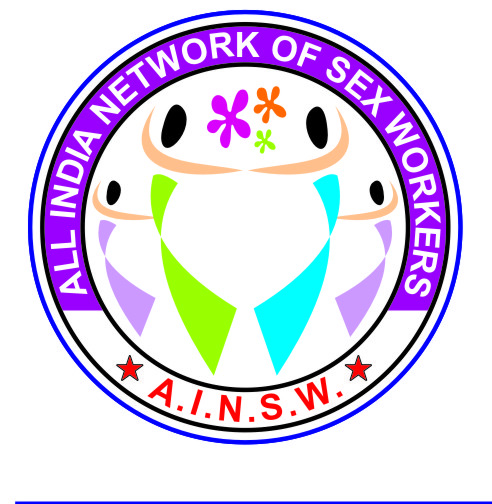 ALL INDIA NETWORK OF SEX WORKERS
A.I.N.S.W.